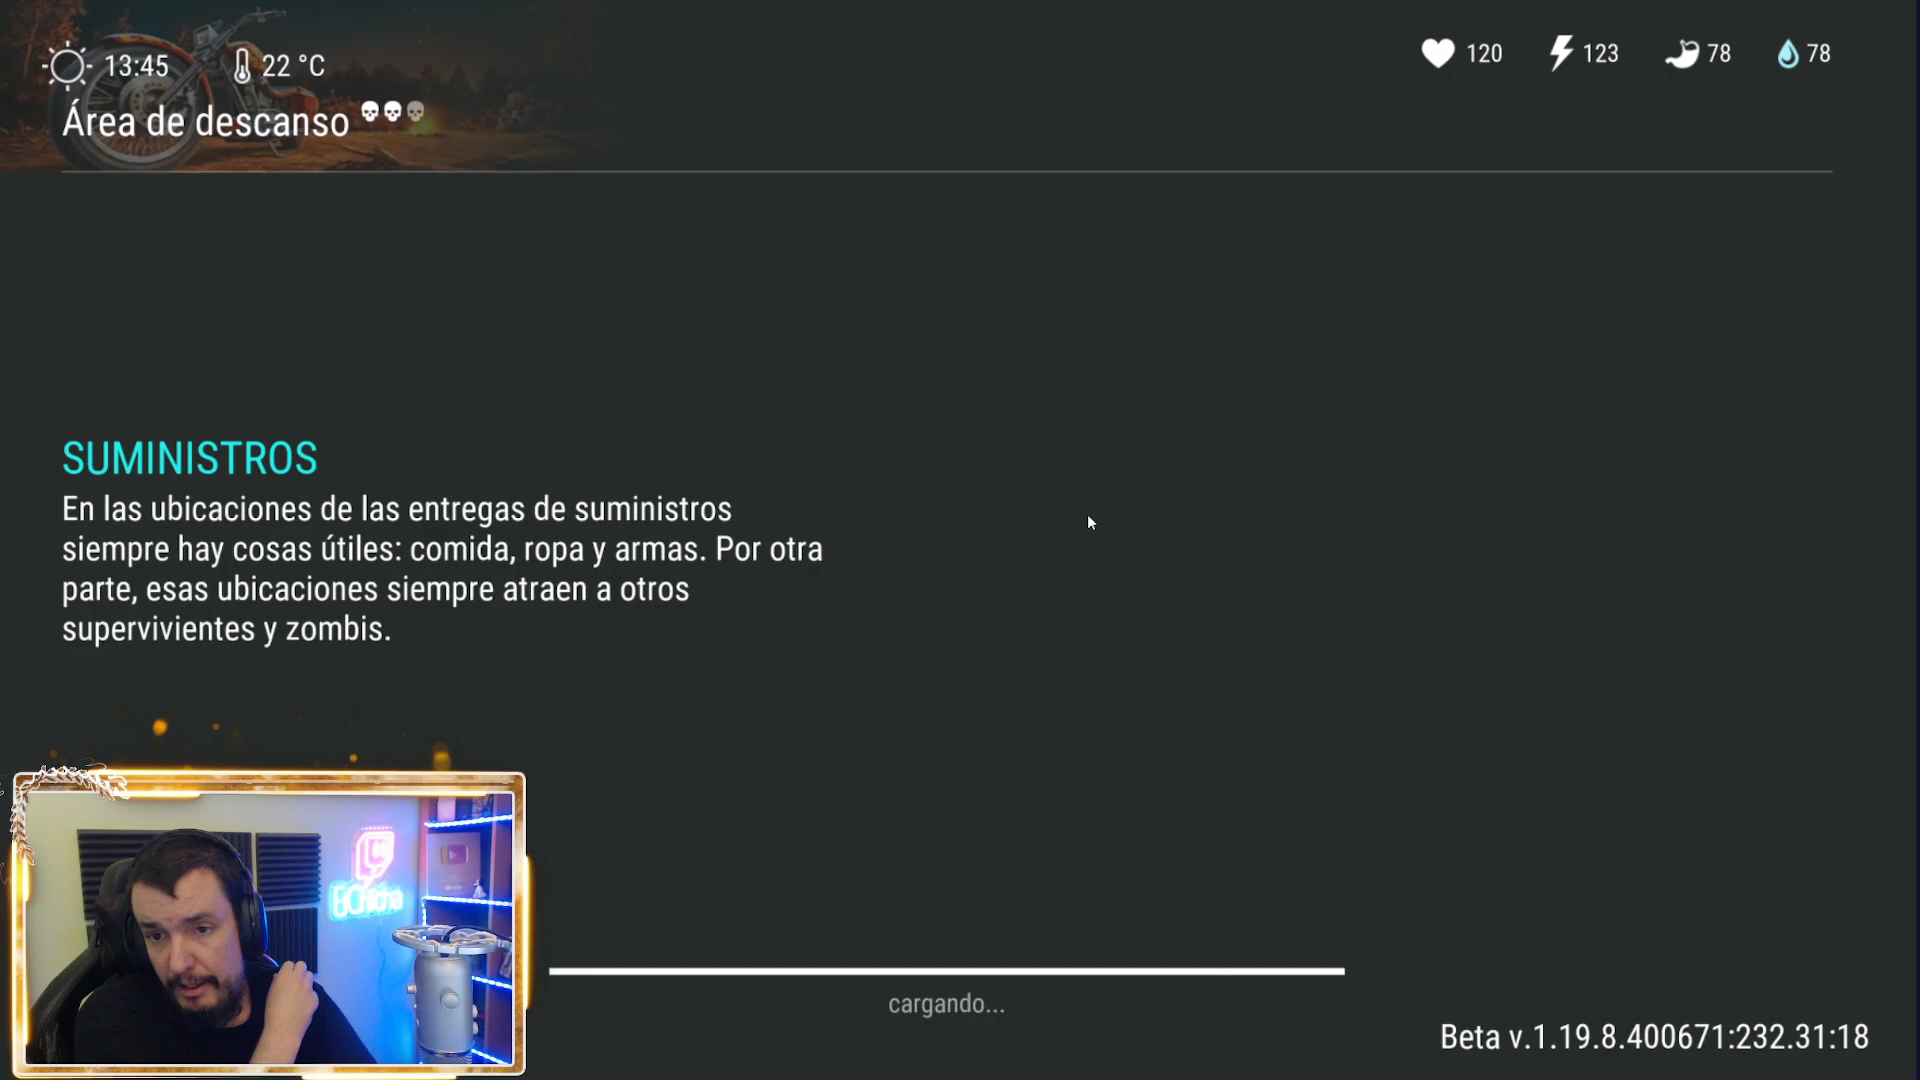 13:45 22 °C
120 123 78 78
Área de descanso
SUMINISTROS
En las ubicaciones de las entregas de suministros
siempre hay cosas útiles: comida, ropa y armas. Por otra
parte, esas ubicaciones siempre atraen a otros
supervivientes y zombis.
ElChicha
cargando...
Beta v.1.19.8.400671:232.31:18